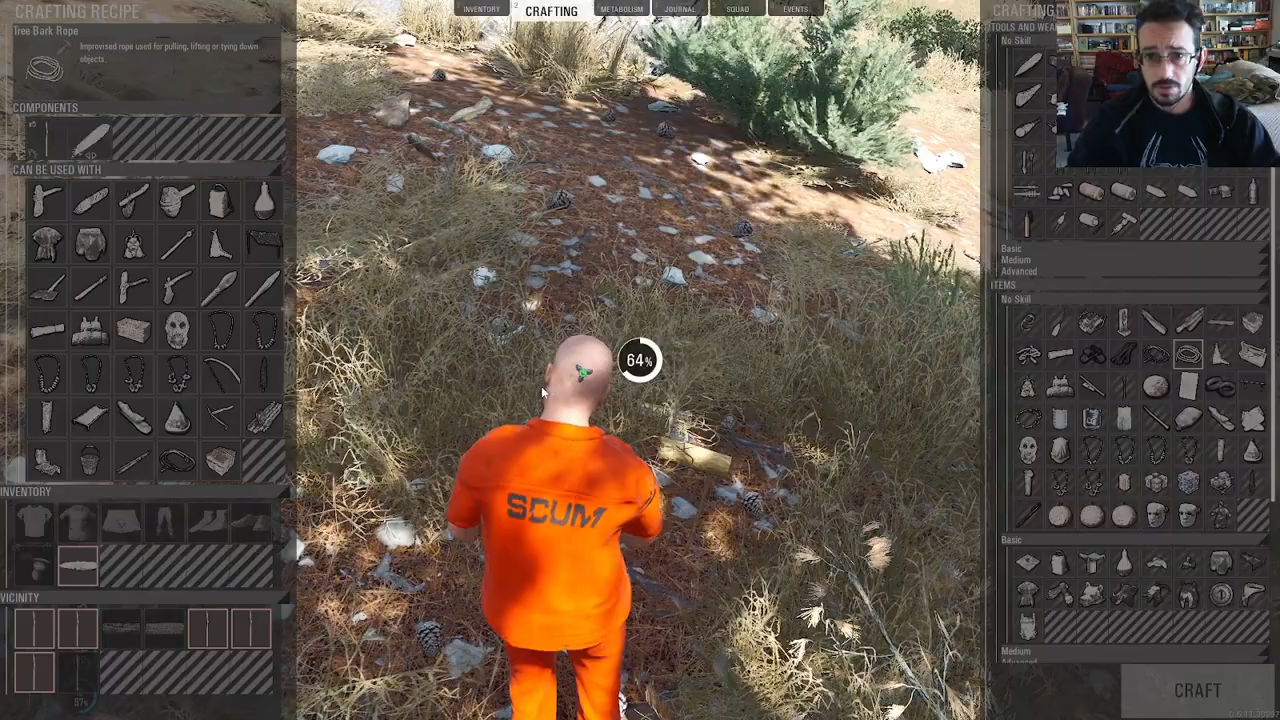 CRAFTING RECIPE
Tree Bark Rope
Improvised rope used for pulling, lifting or tying down
objects.
COMPONENTS
CAN BE USED WITH
INVENTORY
VICINITY
97%
INVENTORY
CRAFTING
METABOLISM
JOURNAL
SQUAD
EVENTS
64%
SCUM
CRAFTING
TOOLS AND WEA
No Skill
Basic
Medium
Advanced
ITEMS
No Skill
Basic
Medium
Advanced
CRAFT